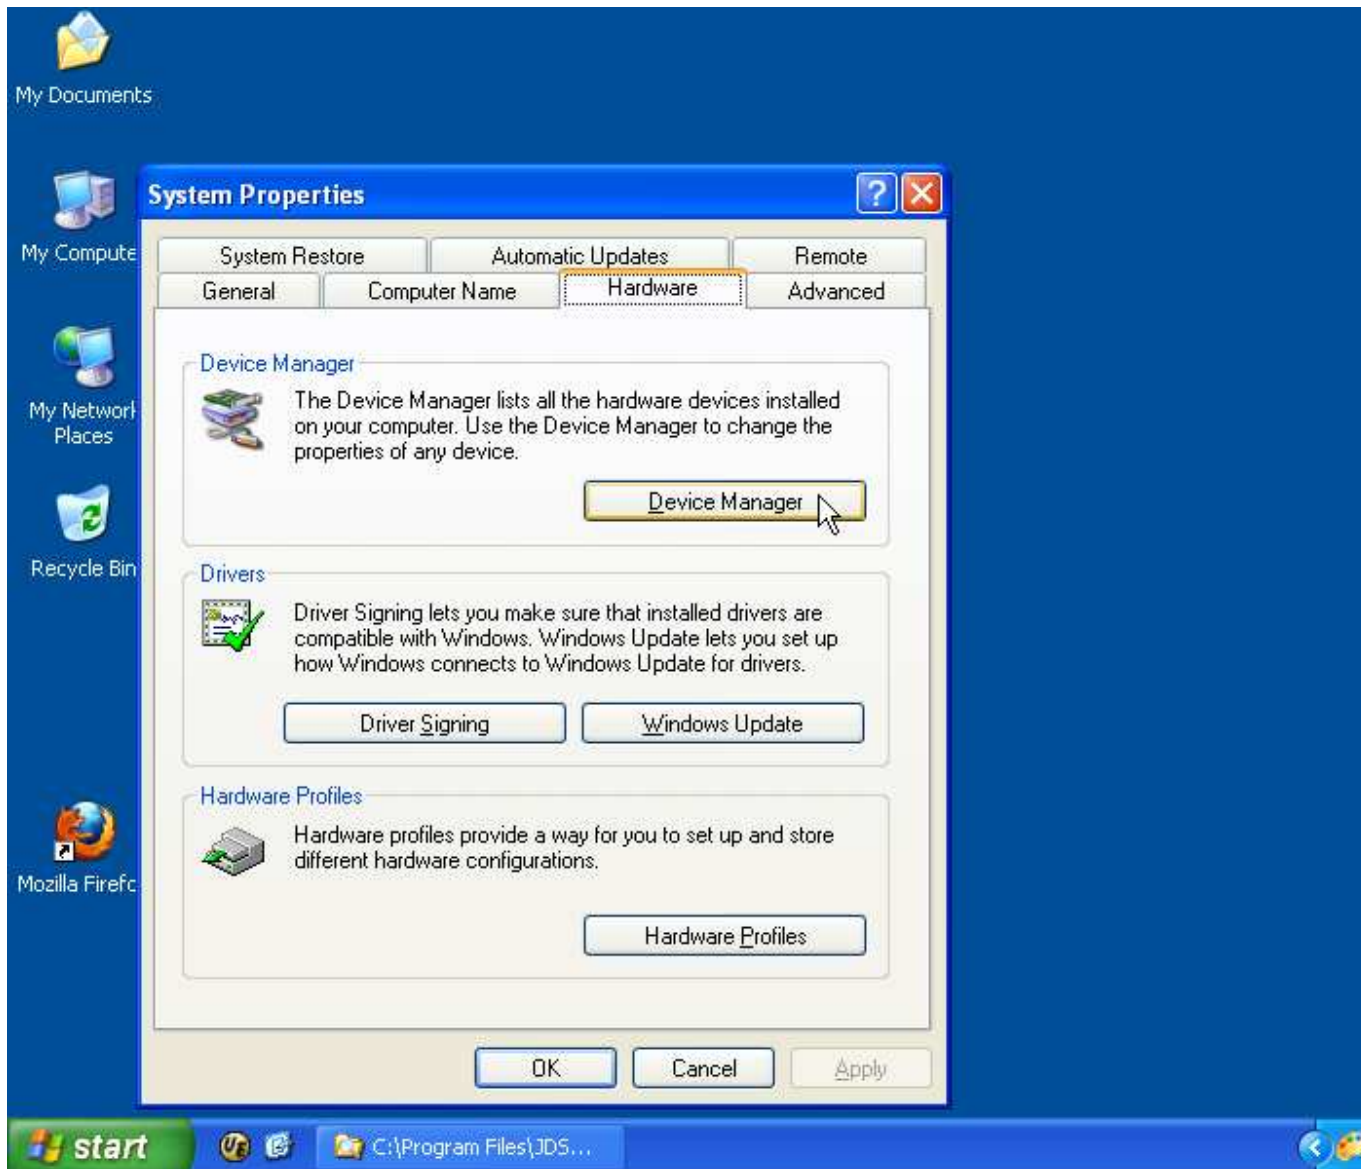 My Documents
My Compute
My Network
Places
Recycle Bin
Mozilla Firefo
System Properties
System Restore
Automatic Updates
Remote
General
Computer Name
Hardware
Advanced
Device Manager
The Device Manager lists all the hardware devices installed
on your computer. Use the Device Manager to change the
properties of any device.
Device Manager
Drivers
Driver Signing lets you make sure that installed drivers are
compatible with Windows. Windows Update lets you set up
how Windows connects to Windows Update for drivers.
Driver Signing
Windows Update
Hardware Profiles
Hardware profiles provide a way for you to set up and store
different hardware configurations.
Hardware Profiles
OK
Cancel
Apply
start
C:\Program Files\JDS...